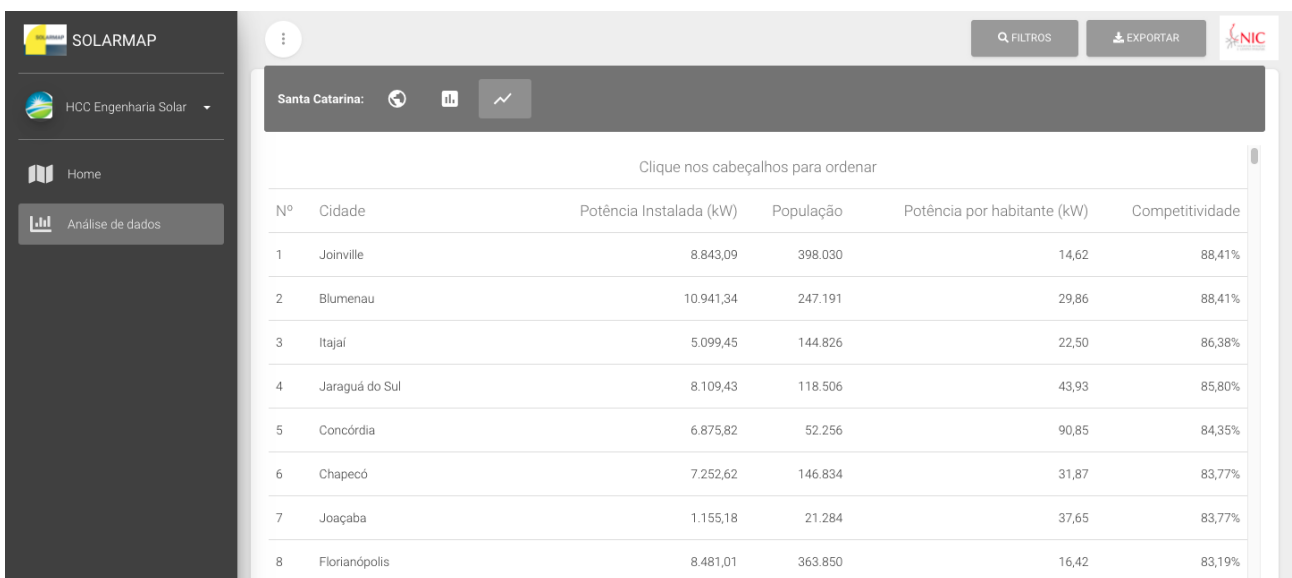 SOLARMAP
HCC Engenharia Solar
Home
Análise de dados
FILTROS
EXPORTAR
NIC
Santa Catarina:
Clique nos cabeçalhos para ordenar
Nº Cidade Potência Instalada (kW) População Potência por habitante (kW) Competitividade
1 Joinville 8.843,09 398.030 14,62 88,41%
2 Blumenau 10.941,34 247.191 29,86 88,41%
3 Itajaí 5.099,45 144.826 22,50 86,38%
4 Jaraguá do Sul 8.109,43 118.506 43,93 85,80%
5 Concórdia 6.875,82 52.256 90,85 84,35%
6 Chapecó 7.252,62 146.834 31,87 83,77%
7 Joaçaba 1.155,18 21.284 37,65 83,77%
8 Florianópolis 8.481,01 363.850 16,42 83,19%